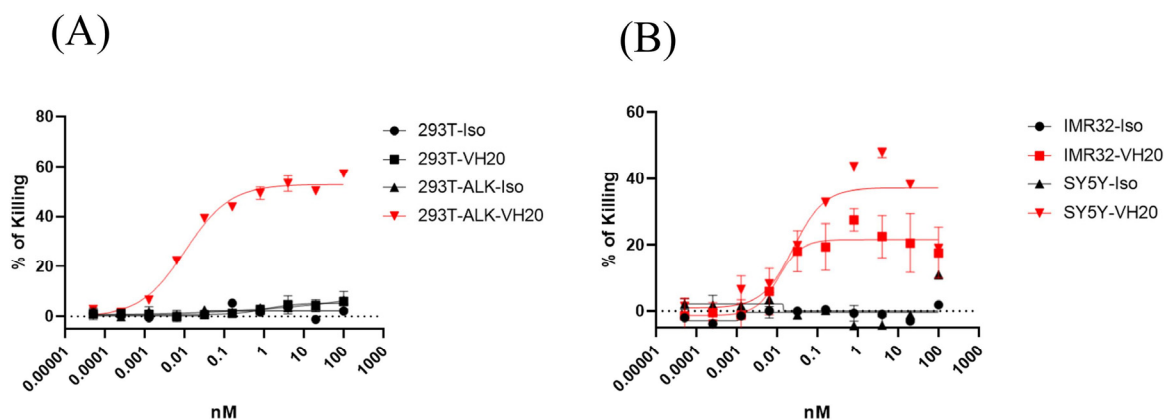 (A)
(B)
80
60
40
20
0
% of Killing
0.00001
0.0001
0.001
0.01
0.1
1
10
100
1000
nM
293T-Iso
293T-VH20
293T-ALK-Iso
293T-ALK-VH20
60
40
20
0
% of Killing
0.00001
0.0001
0.001
0.01
0.1
1
10
100
1000
nM
IMR32-Iso
IMR32-VH20
SY5Y-Iso
SY5Y-VH20